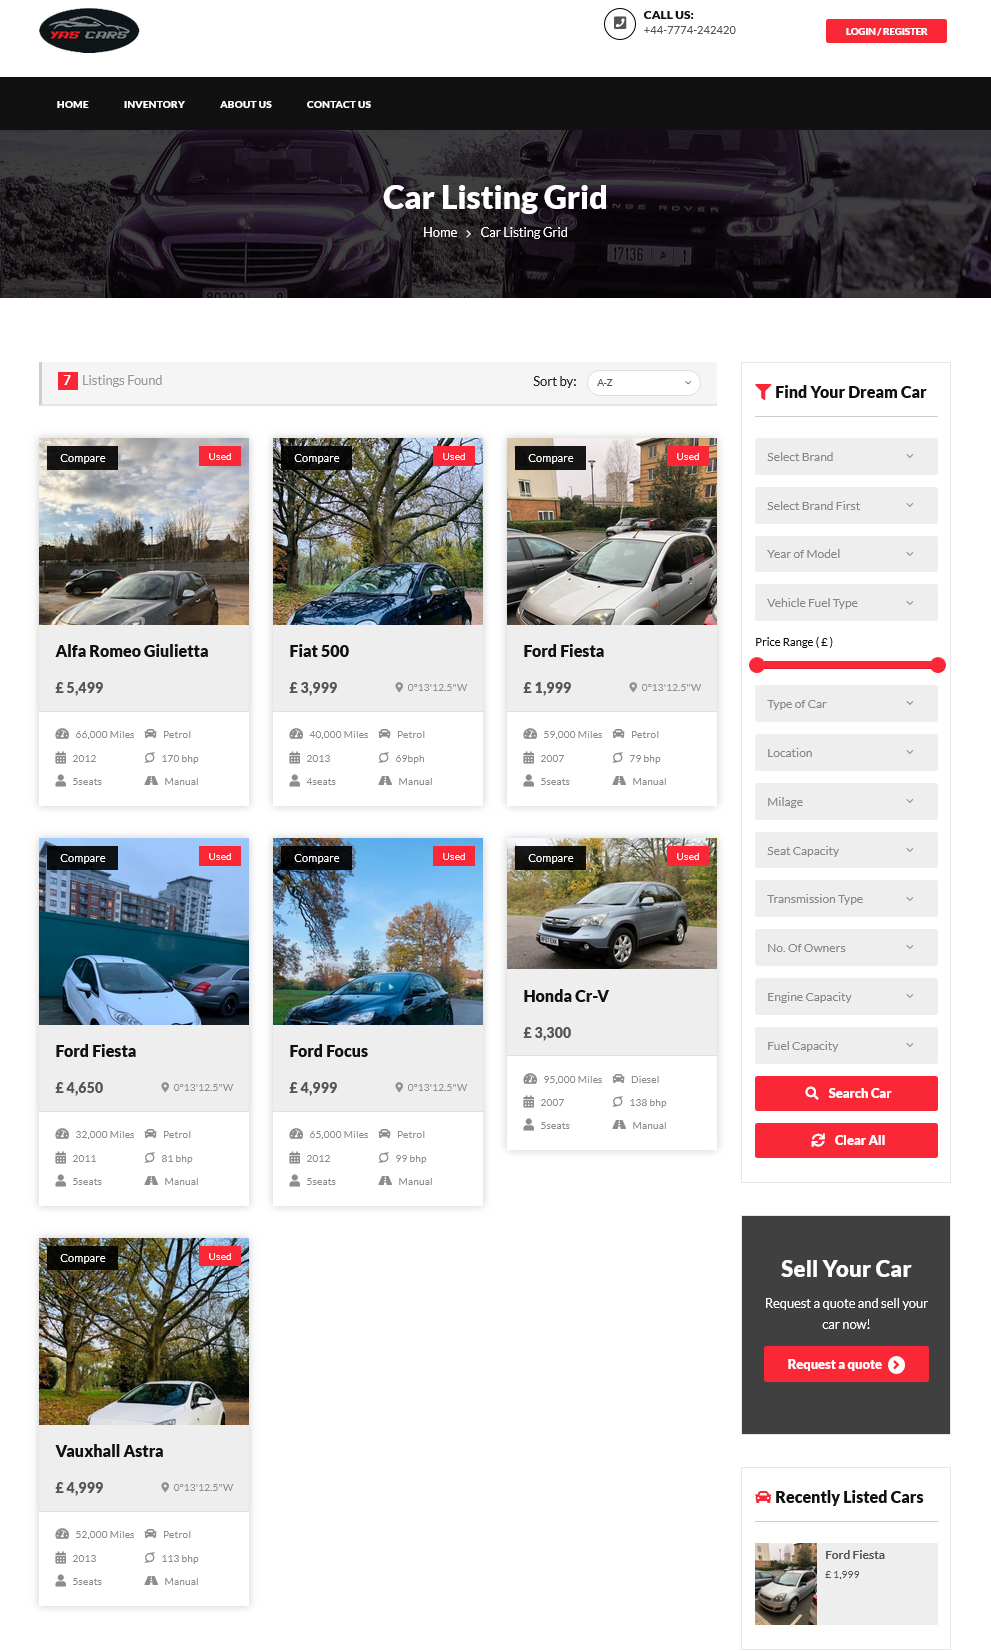 YAS CARS
CALL US:
+44-7774-242420
LOGIN / REGISTER
HOME INVENTORY ABOUT US CONTACT US
Car Listing Grid
Home > Car Listing Grid
RANGE ROVER
17136 1
7 Listings Found
Sort by: A-Z
Compare Used
Alfa Romeo Giulietta
£ 5,499
66,000 Miles Petrol
2012 170 bhp
5seats Manual
Compare Used
Fiat 500
£ 3,999 0°13'12.5"W
40,000 Miles Petrol
2013 69bph
4seats Manual
Compare Used
Ford Fiesta
£ 1,999 0°13'12.5"W
59,000 Miles Petrol
2007 79 bhp
5seats Manual
Compare Used
Ford Fiesta
£ 4,650 0°13'12.5"W
32,000 Miles Petrol
2011 81 bhp
5seats Manual
Compare Used
Ford Focus
£ 4,999 0°13'12.5"W
65,000 Miles Petrol
2012 99 bhp
5seats Manual
Compare Used
Honda Cr-V
£ 3,300
95,000 Miles Diesel
2007 138 bhp
5seats Manual
Compare Used
Vauxhall Astra
£ 4,999 0°13'12.5"W
52,000 Miles Petrol
2013 113 bhp
5seats Manual
Find Your Dream Car
Select Brand
Select Brand First
Year of Model
Vehicle Fuel Type
Price Range ( £ )
Type of Car
Location
Milage
Seat Capacity
Transmission Type
No. Of Owners
Engine Capacity
Fuel Capacity
Search Car
Clear All
Sell Your Car
Request a quote and sell your
car now!
Request a quote
Recently Listed Cars
Ford Fiesta
£ 1,999